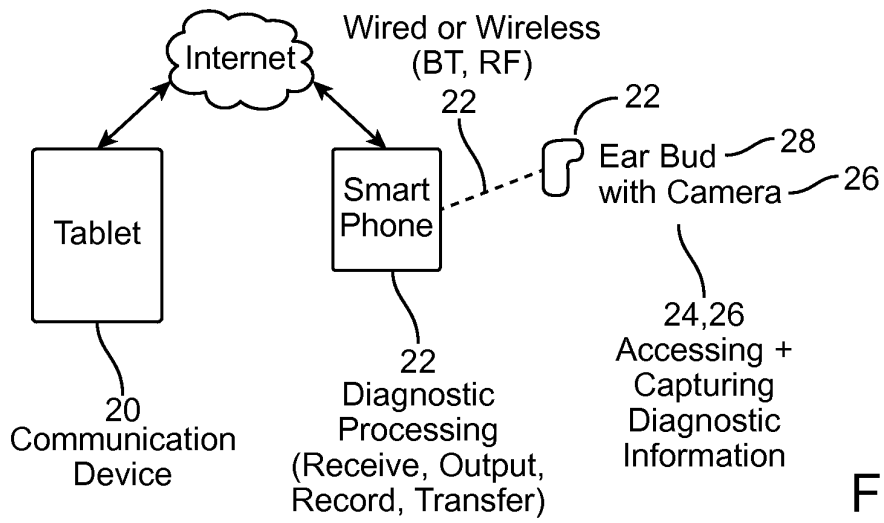 Internet
Wired or Wireless
(BT, RF)
22
22
Ear Bud 28
with Camera 26
Tablet
Smart
Phone
24,26
Accessing +
Capturing
Diagnostic
Information
22
Diagnostic
Processing
(Receive, Output,
Record, Transfer)
20
Communication
Device
F